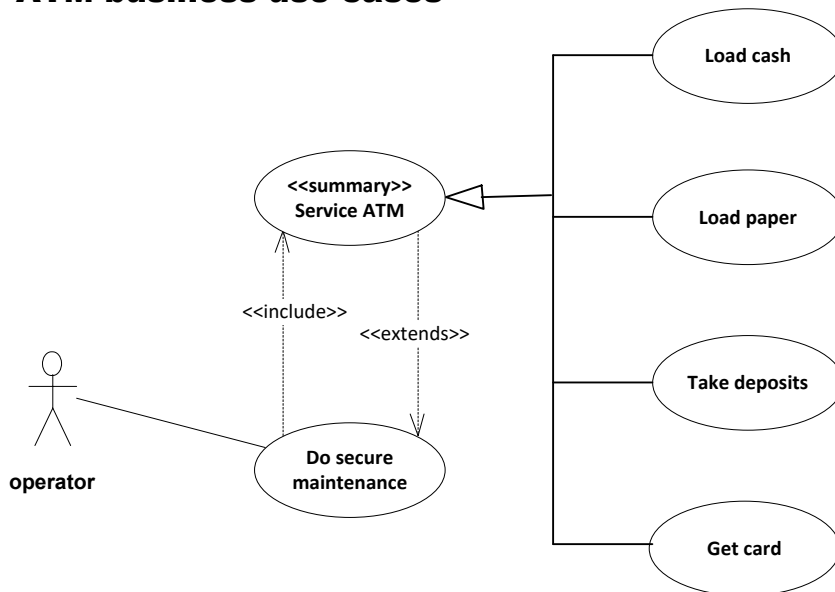 ATM business use cases
Load cash
<<summary>>
Service ATM
Load paper
<<include>>
<<extends>>
Take deposits
Do secure
maintenance
operator
Get card